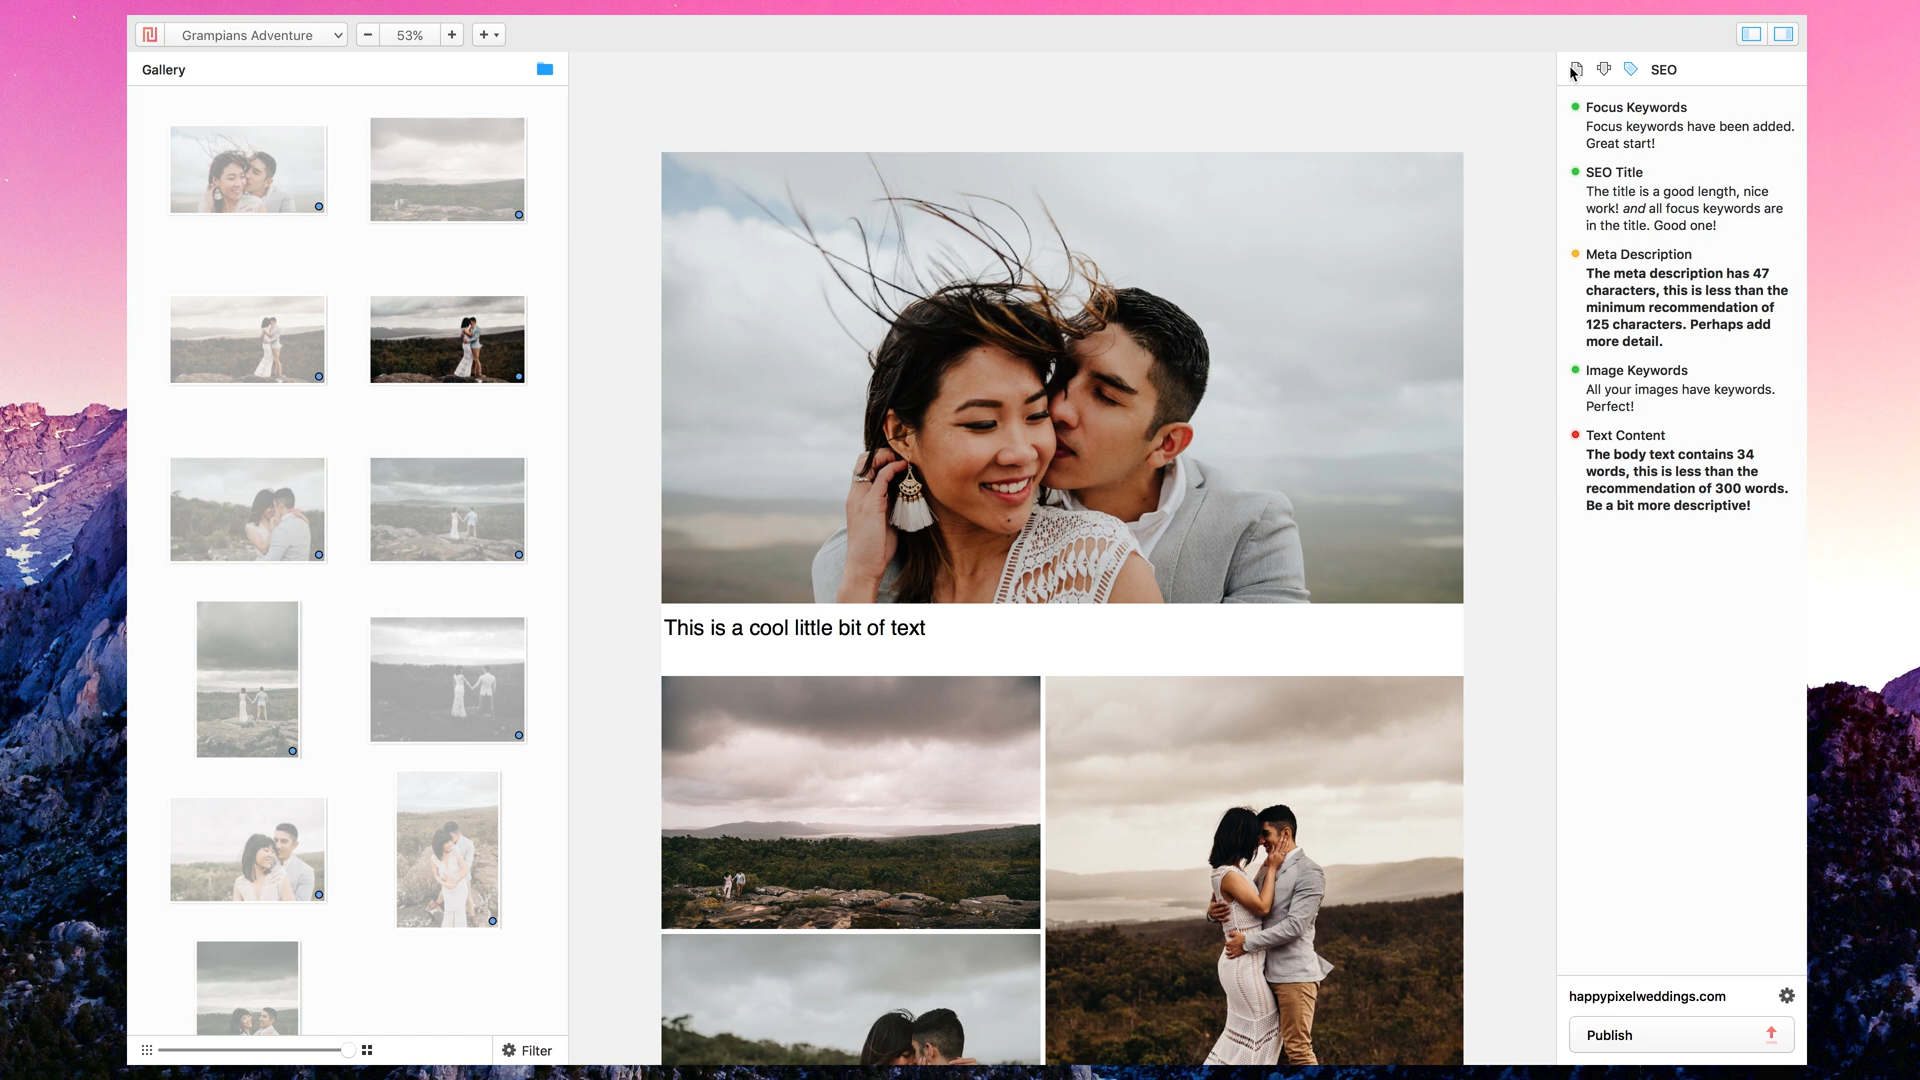 Grampians Adventure
53%
Gallery
SEO
Focus Keywords
Focus keywords have been added.
Great start!
SEO Title
The title is a good length, nice
work! and all focus keywords are
in the title. Good one!
Meta Description
The meta description has 47
characters, this is less than the
minimum recommendation of
125 characters. Perhaps add
more detail.
Image Keywords
All your images have keywords.
Perfect!
Text Content
The body text contains 34
words, this is less than the
recommendation of 300 words.
Be a bit more descriptive!
This is a cool little bit of text
happypixelweddings.com
Publish
Filter